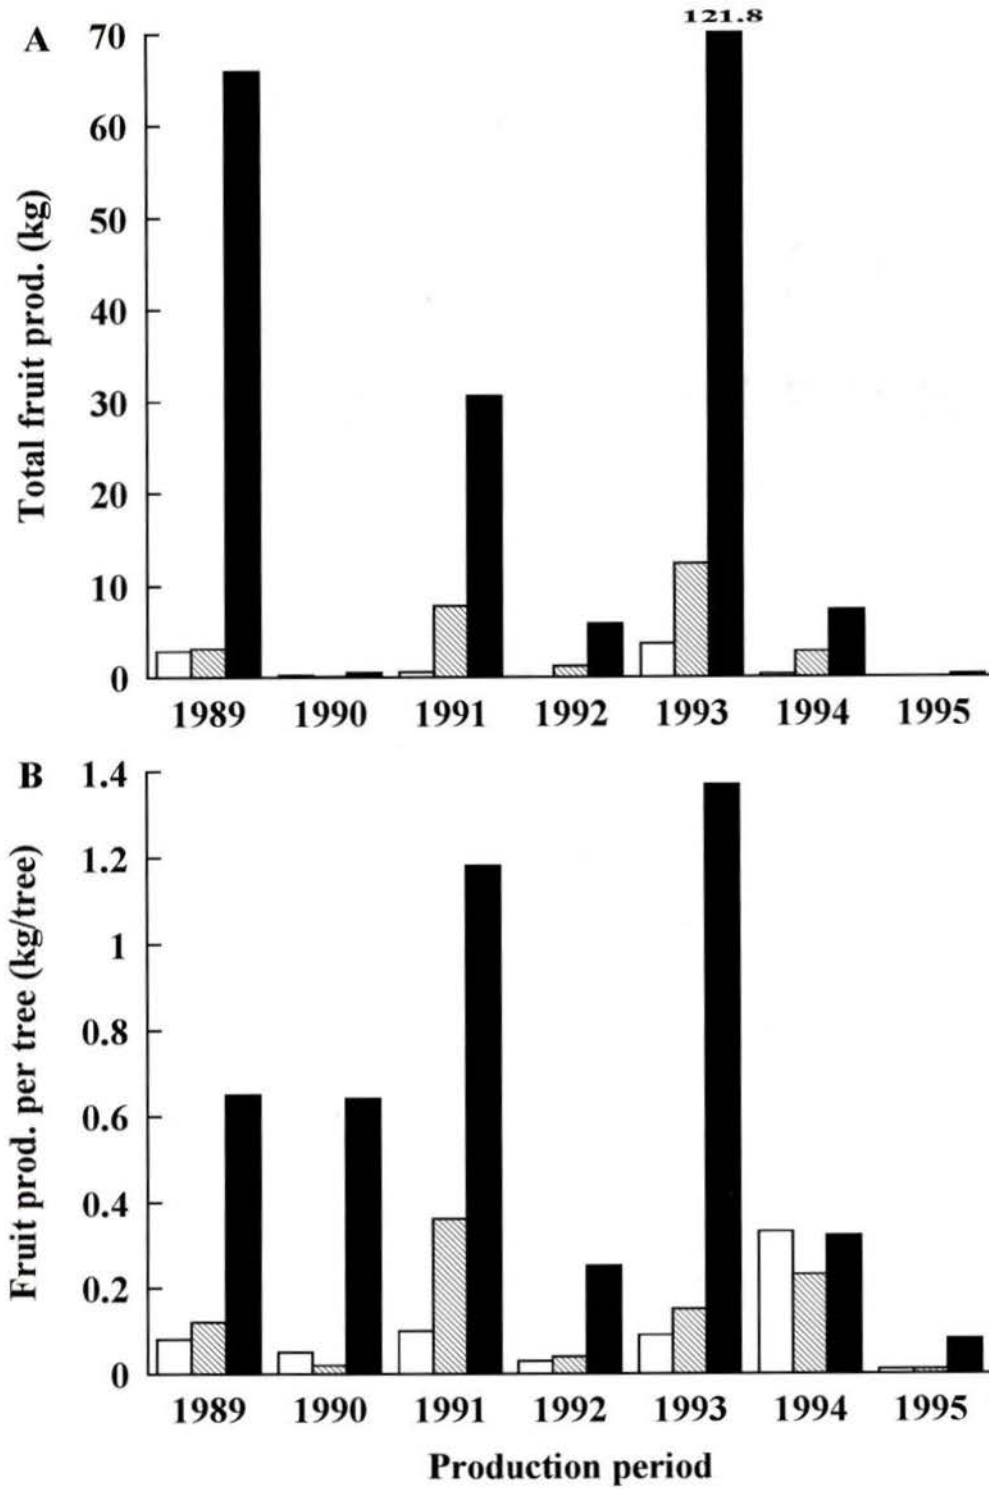 121.8
A
70
60
50
40
30
20
10
0
Total fruit prod. (kg)
1989 1990 1991 1992 1993 1994 1995
B
1.4
1.2
1
0.8
0.6
0.4
0.2
0
Fruit prod. per tree (kg/tree)
1989 1990 1991 1992 1993 1994 1995
Production period